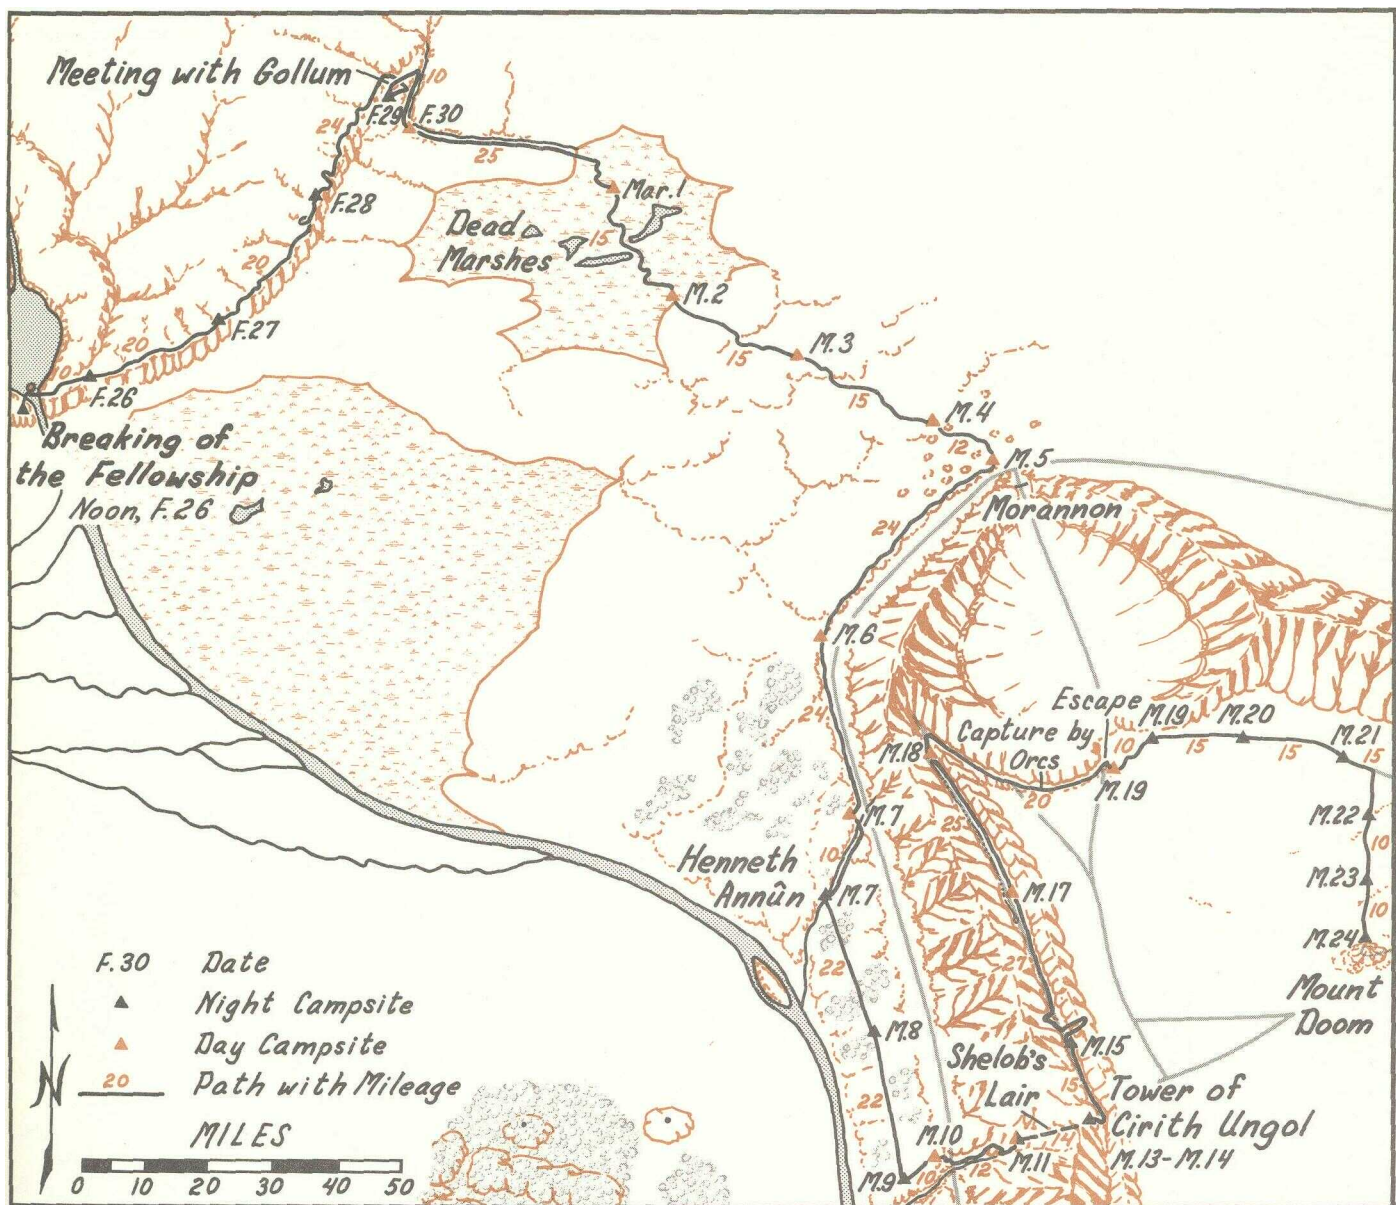 Meeting with Gollum
10
F.29
F.30
24
25
F.28
Mar. 1
Dead
Marshes
15
20
M.2
F.27
15
M.3
20
10
F.26
15
M.4
12
M.5
Breaking of
the Fellowship
Noon, F.26
Morannon
24
M.6
24
Escape
M.19
M.20
M.21
Capture by
Orcs
10
15
15
15
M.18
M.19
20
M.22
M.7
25
10
10
Henneth
Annûn
M.7
M.17
M.23
10
M.24
22
27
Mount
Doom
F.30 Date
Night Campsite
Day Campsite
20 Path with Mileage
N
MILES
0 10 20 30 40 50
M.8
M.15
Shelob's
Lair
15
Tower of
Cirith Ungol
M.13-M.14
22
M.10
14
M.11
12
M.9
10